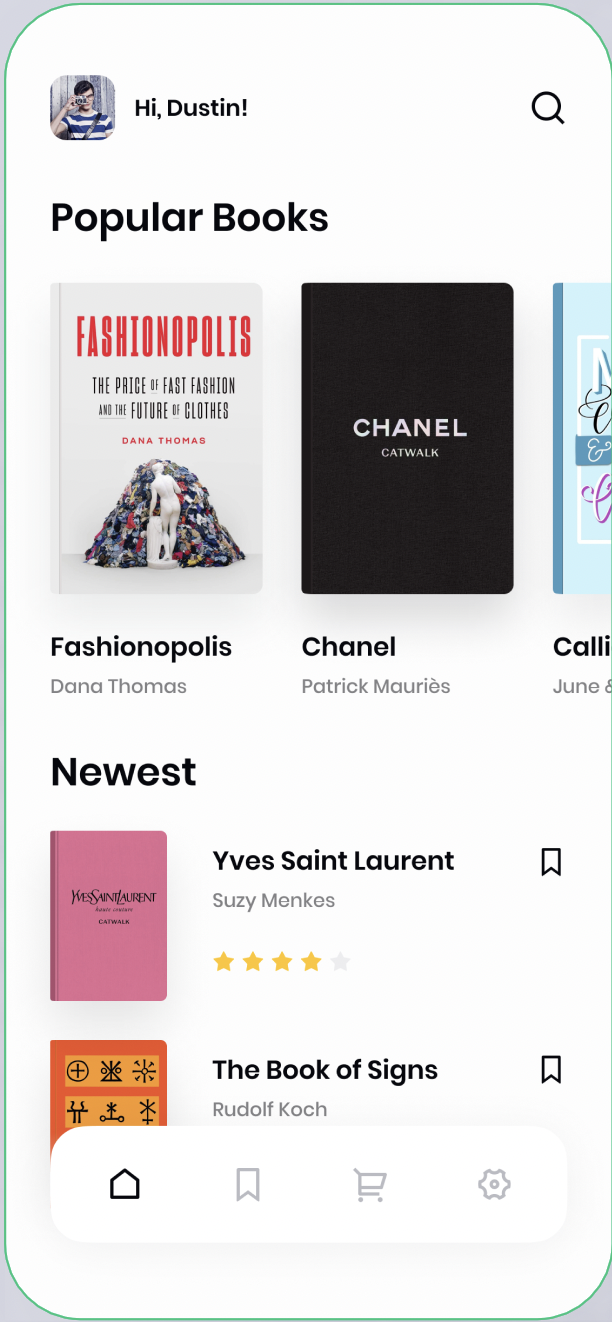 Hi, Dustin!
Popular Books
FASHIONOPOLIS
THE PRICE OF FAST FASHION
AND THE FUTURE OF CLOTHES
DANA THOMAS
CHANEL
CATWALK
&
Fashionopolis
Dana Thomas
Chanel
Patrick Mauriès
Calli
June &
Newest
YVESSAINTLAURENT
haute couture
CATWALK
Yves Saint Laurent
Suzy Menkes
The Book of Signs
Rudolf Koch